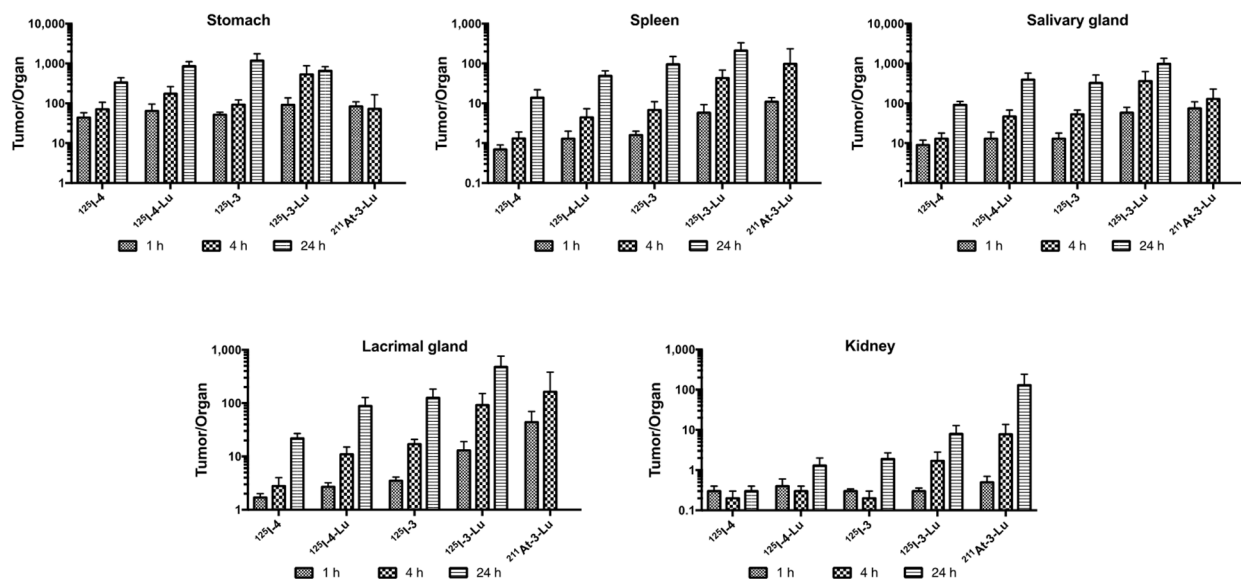 Stomach
Tumor/Organ
10,000
1,000
100
10
1
¹²⁵I-4
¹²⁵I-4-Lu
¹²⁵I-3
¹²⁵I-3-Lu
²¹¹At-3-Lu
1 h 4 h 24 h
Spleen
Tumor/Organ
1,000
100
10
1
0.1
¹²⁵I-4
¹²⁵I-4-Lu
¹²⁵I-3
¹²⁵I-3-Lu
²¹¹At-3-Lu
1 h 4 h 24 h
Salivary gland
Tumor/Organ
10,000
1,000
100
10
1
¹²⁵I-4
¹²⁵I-4-Lu
¹²⁵I-3
¹²⁵I-3-Lu
²¹¹At-3-Lu
1 h 4 h 24 h
Lacrimal gland
Tumor/Organ
1,000
100
10
1
¹²⁵I-4
¹²⁵I-4-Lu
¹²⁵I-3
¹²⁵I-3-Lu
²¹¹At-3-Lu
1 h 4 h 24 h
Kidney
Tumor/Organ
1,000
100
10
1
0.1
¹²⁵I-4
¹²⁵I-4-Lu
¹²⁵I-3
¹²⁵I-3-Lu
²¹¹At-3-Lu
1 h 4 h 24 h